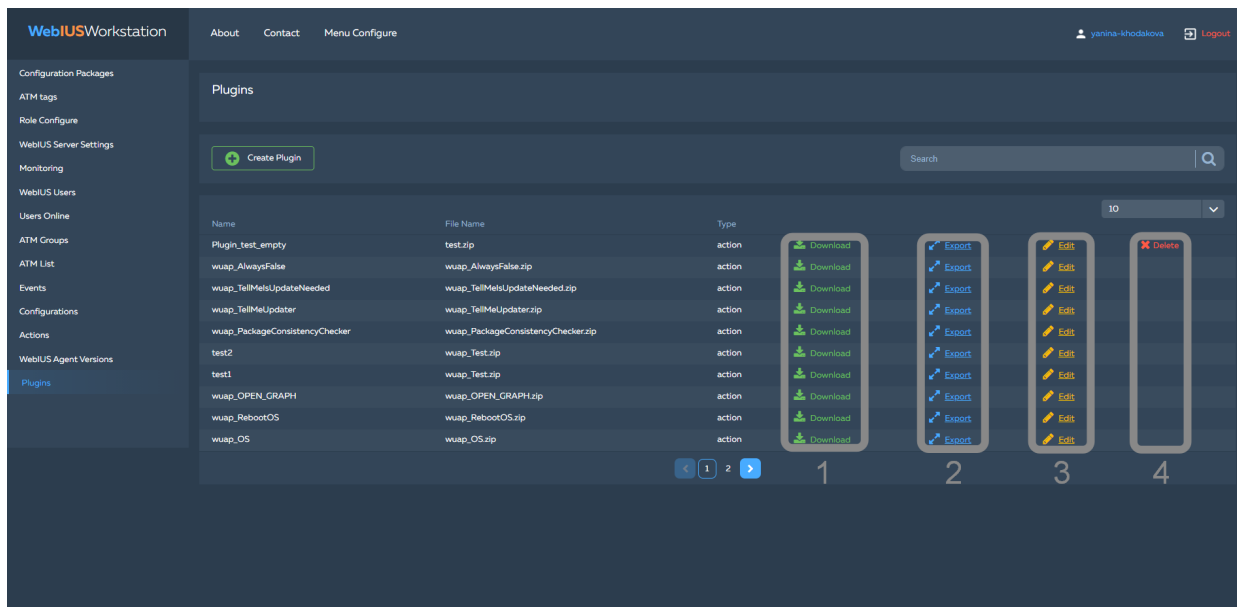 WebIUSWorkstation
About Contact Menu Configure
yanina-khodakova Logout
Configuration Packages
ATM tags
Role Configure
WebIUS Server Settings
Monitoring
WebIUS Users
Users Online
ATM Groups
ATM List
Events
Configurations
Actions
WebIUS Agent Versions
Plugins
Plugins
Create Plugin
Search
10
Name File Name Type
Plugin_test_empty test.zip action Download Export Edit Delete
wuap_AlwaysFalse wuap_AlwaysFalse.zip action Download Export Edit
wuap_TellMeIsUpdateNeeded wuap_TellMeIsUpdateNeeded.zip action Download Export Edit
wuap_TellMeUpdater wuap_TellMeUpdater.zip action Download Export Edit
wuap_PackageConsistencyChecker wuap_PackageConsistencyChecker.zip action Download Export Edit
test2 wuap_Test.zip action Download Export Edit
test1 wuap_Test.zip action Download Export Edit
wuap_OPEN_GRAPH wuap_OPEN_GRAPH.zip action Download Export Edit
wuap_RebootOS wuap_RebootOS.zip action Download Export Edit
wuap_OS wuap_OS.zip action Download Export Edit
1 2
1 2 3 4